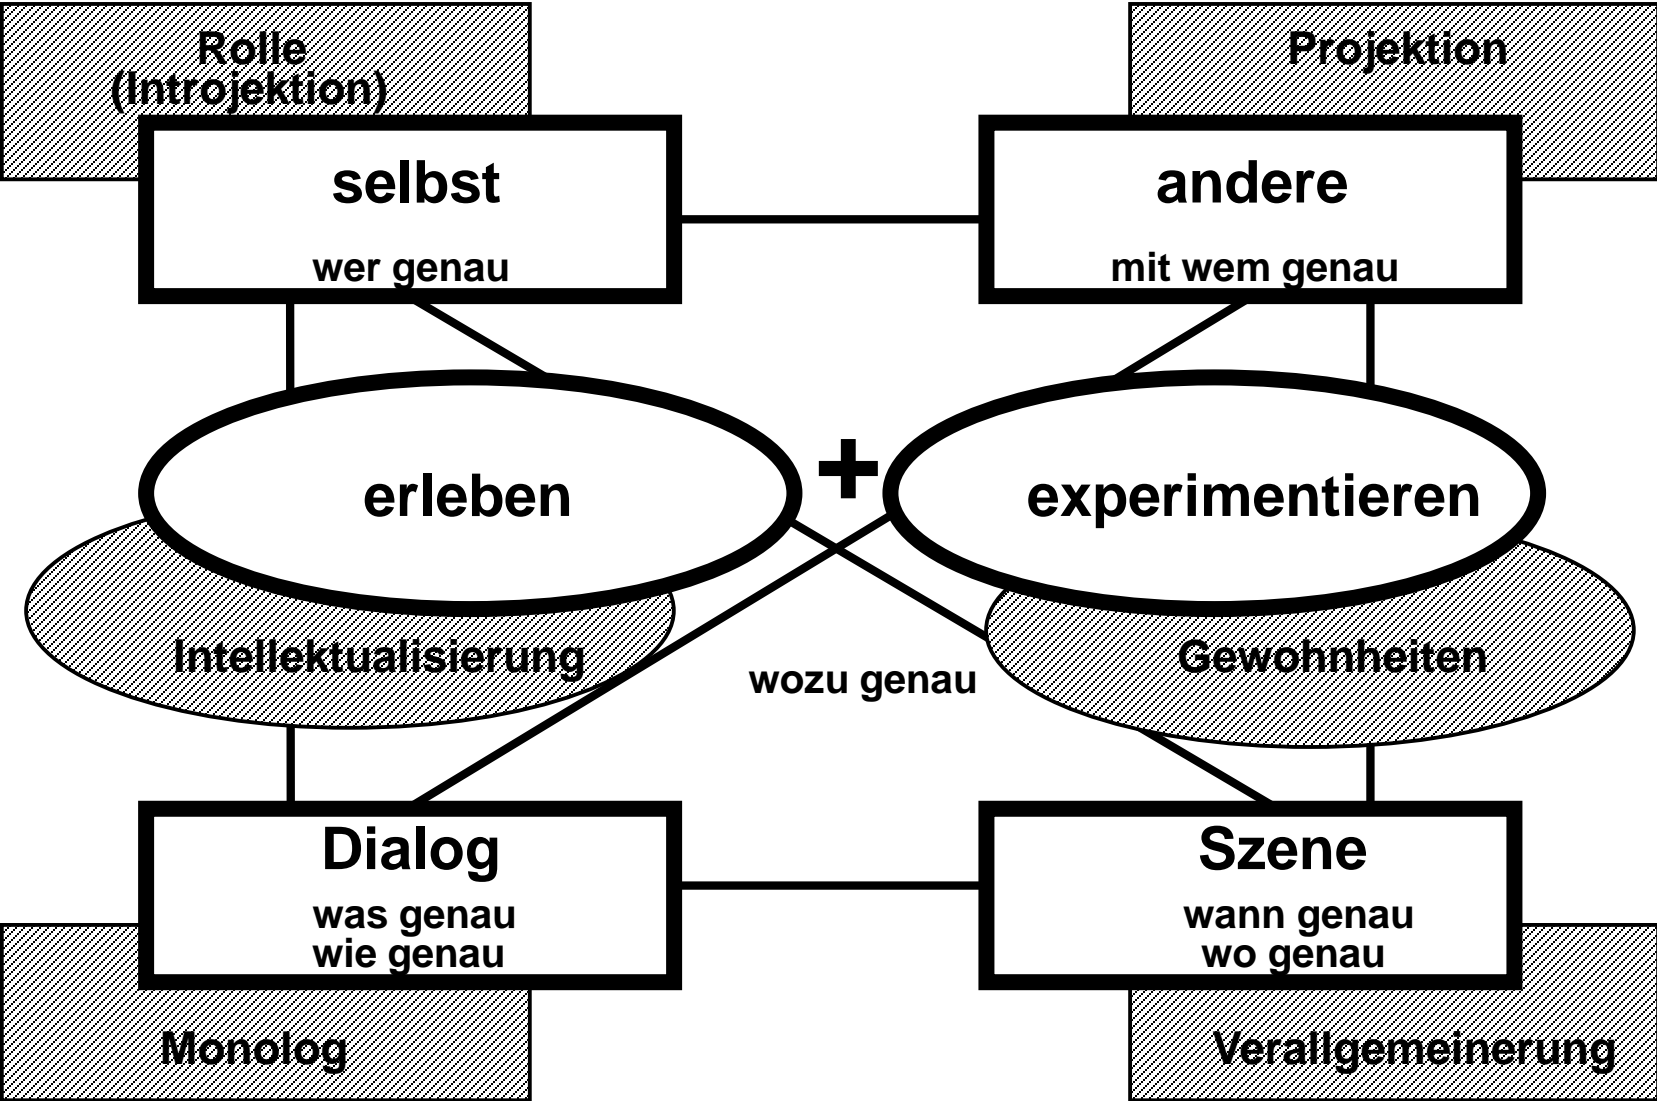 Rolle
(Introjektion)
Projektion
selbst
wer genau
andere
mit wem genau
erleben
+
experimentieren
Intellektualisierung
wozu genau
Gewohnheiten
Dialog
was genau
wie genau
Szene
wann genau
wo genau
Monolog
Verallgemeinerung